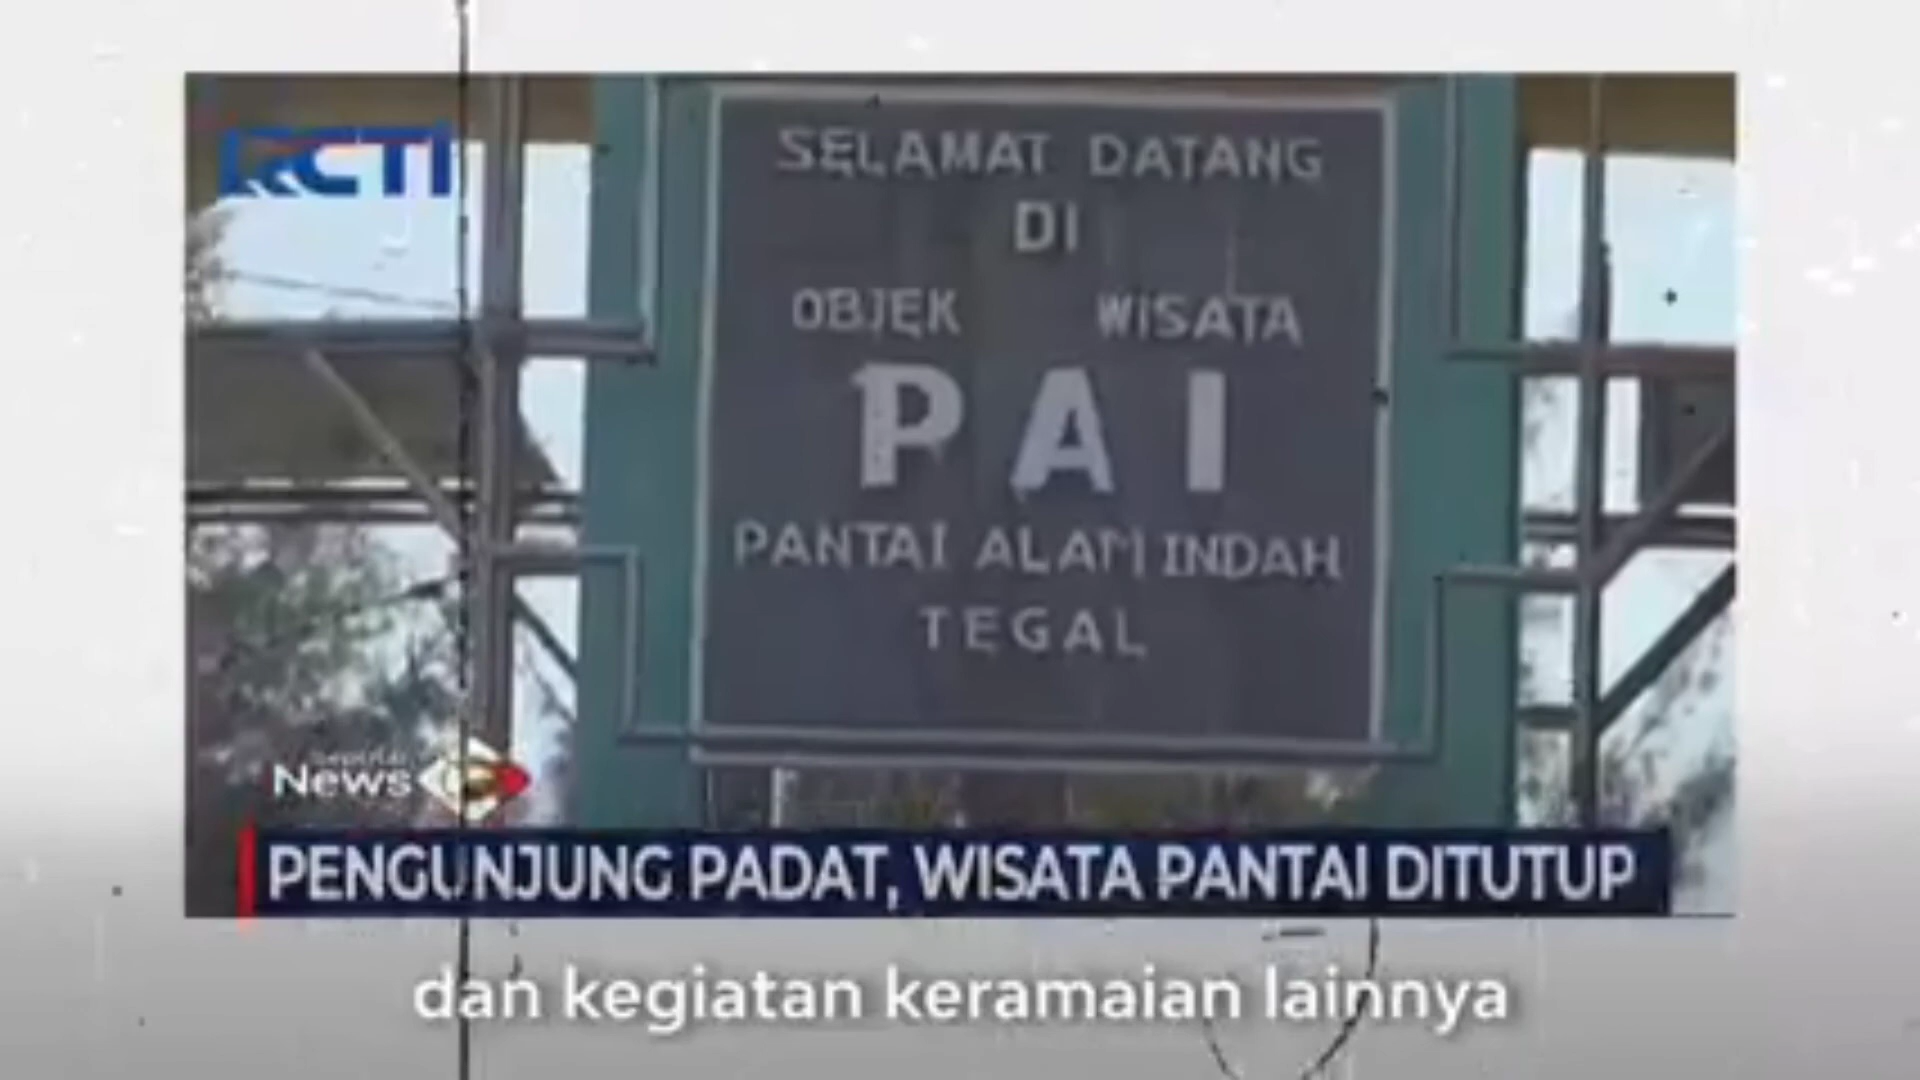 RCTI
SELAMAT DATANG
DI
OBJEK WISATA
PAI
PANTAI ALAM INDAH
TEGAL
News
PENGUNJUNG PADAT, WISATA PANTAI DITUTUP
dan kegiatan keramaian lainnya